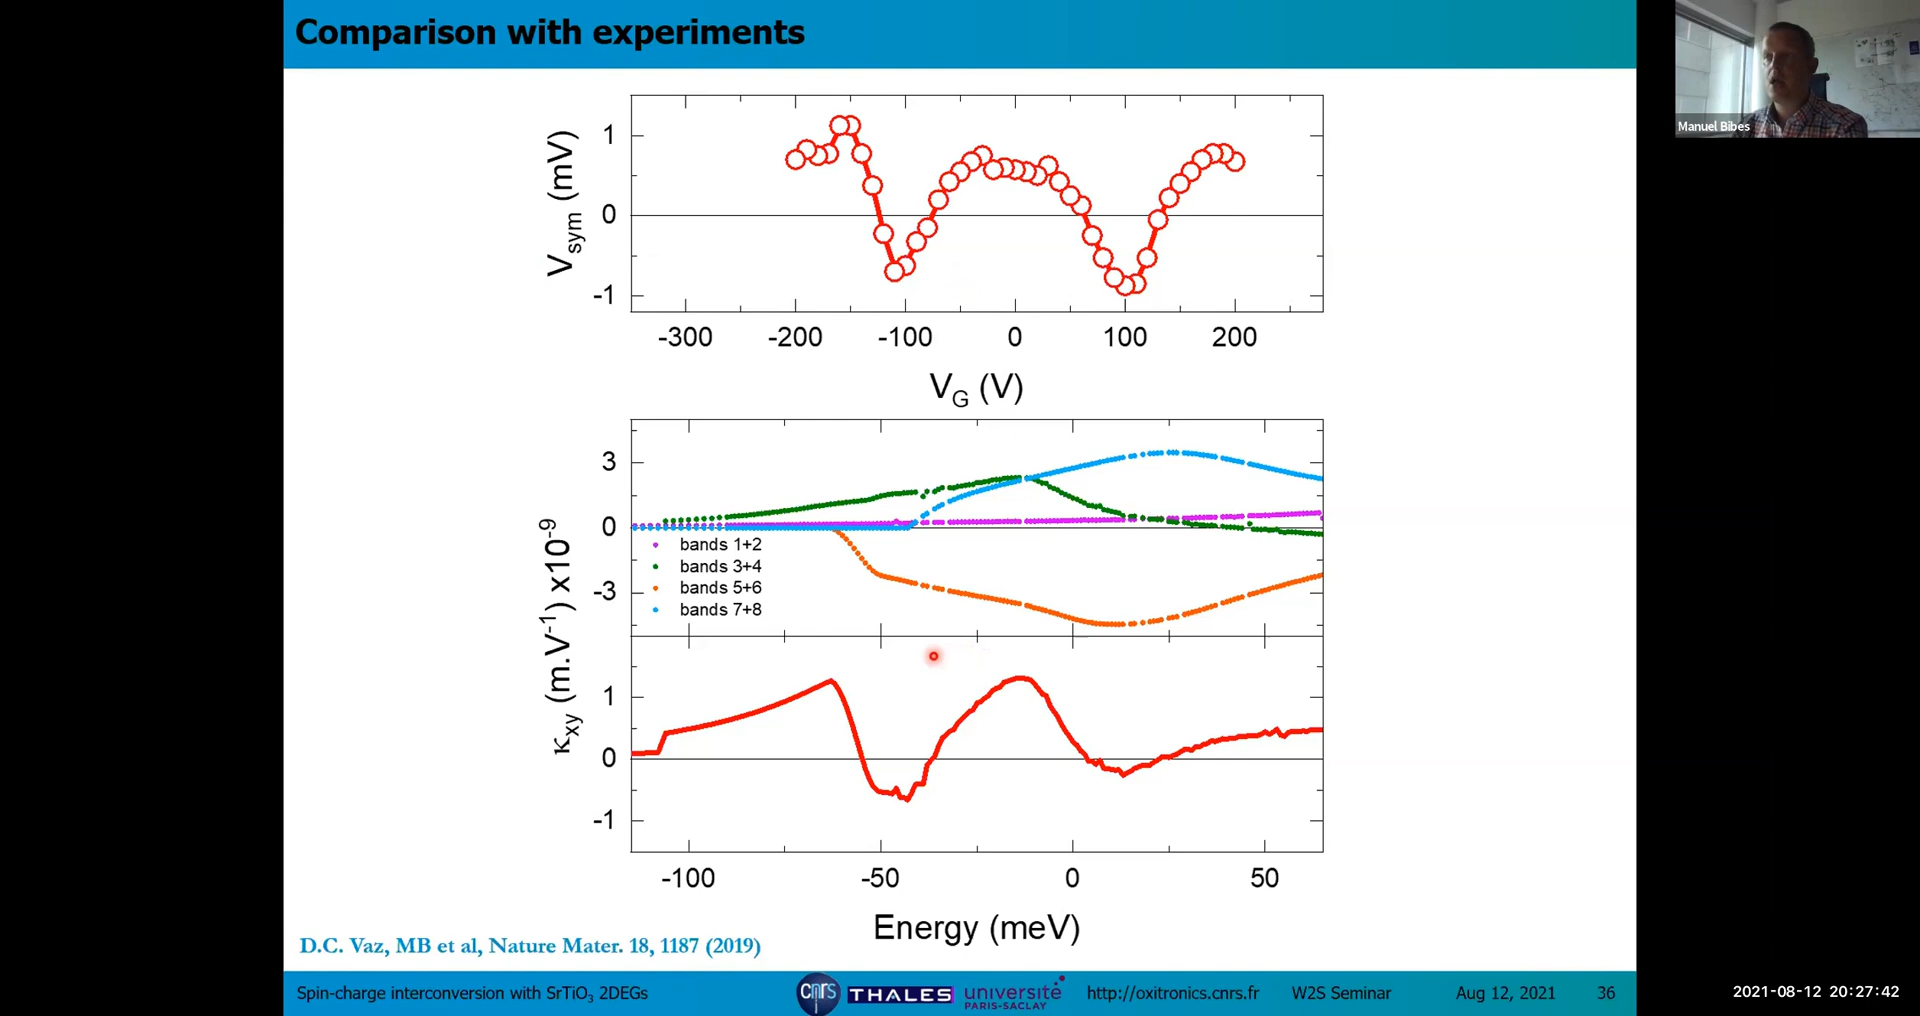 Comparison with experiments
Manuel Bibes
Vsym (mV)
1
0
-1
-300 -200 -100 0 100 200
VG (V)
κxy (m.V-1) x10-9
3
0
-3
bands 1+2
bands 3+4
bands 5+6
bands 7+8
1
0
-1
-100 -50 0 50
Energy (meV)
D.C. Vaz, MB et al, Nature Mater. 18, 1187 (2019)
Spin-charge interconversion with SrTiO3 2DEGs
cnrs
THALES
université
PARIS-SACLAY
http://oxitronics.cnrs.fr
W2S Seminar
Aug 12, 2021
36
2021-08-12 20:27:42